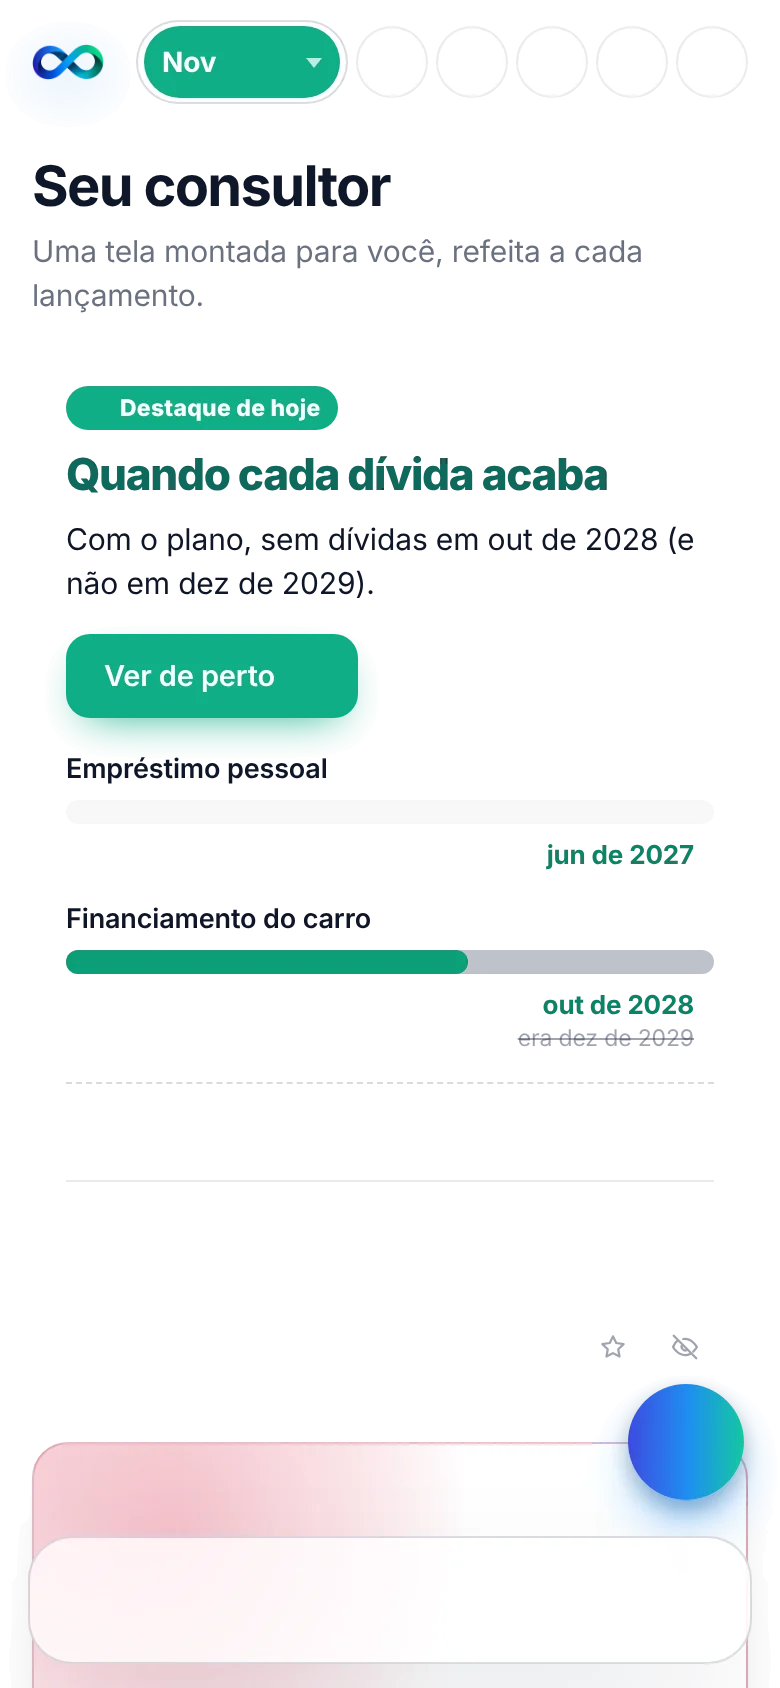 Nov
Seu consultor
Uma tela montada para você, refeita a cada
lançamento.
Destaque de hoje
Quando cada dívida acaba
Com o plano, sem dívidas em out de 2028 (e
não em dez de 2029).
Ver de perto
Empréstimo pessoal
jun de 2027
Financiamento do carro
out de 2028
era dez de 2029